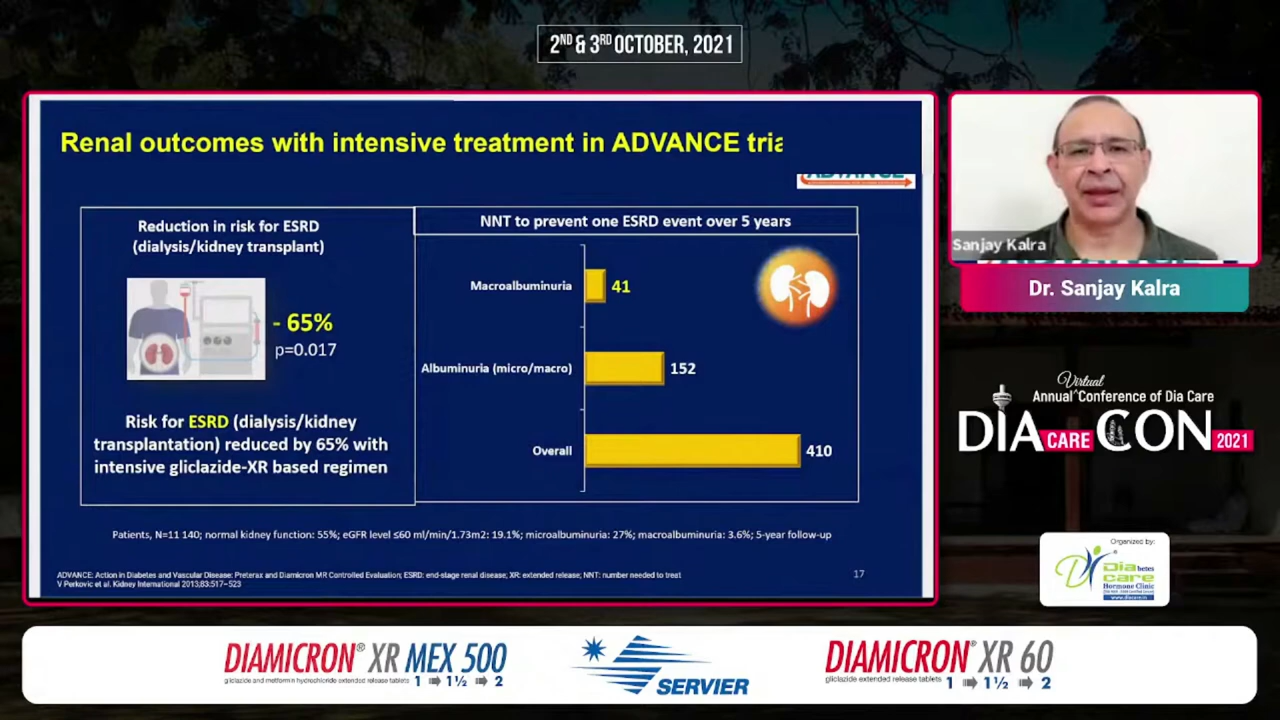 2ND & 3RD OCTOBER, 2021
Renal outcomes with intensive treatment in ADVANCE tria
ADVANCE
Reduction in risk for ESRD
(dialysis/kidney transplant)
- 65%
p=0.017
Risk for ESRD (dialysis/kidney
transplantation) reduced by 65% with
intensive gliclazide-XR based regimen
NNT to prevent one ESRD event over 5 years
Macroalbuminuria 41
Albuminuria (micro/macro) 152
Overall 410
Patients, N=11 140; normal kidney function: 55%; eGFR level ≤60 ml/min/1.73m2: 19.1%; microalbuminuria: 27%; macroalbuminuria: 3.6%; 5-year follow-up
ADVANCE: Action in Diabetes and Vascular Disease: Preterax and Diamicron MR Controlled Evaluation; ESRD: end-stage renal disease; XR: extended release; NNT: number needed to treat
V Perkovic et al. Kidney International 2013;83:517–523
17
Sanjay Kalra
Dr. Sanjay Kalra
Virtual
Annual^Conference of Dia Care
DIA CARE CON 2021
Organized by:
Diabetes
care
Hormone Clinic
www.diacare.in
DIAMICRON® XR MEX 500
gliclazide and metformin hydrochloride extended release tablets 1 1½ 2
SERVIER
DIAMICRON® XR 60
gliclazide extended release tablets 1 1½ 2